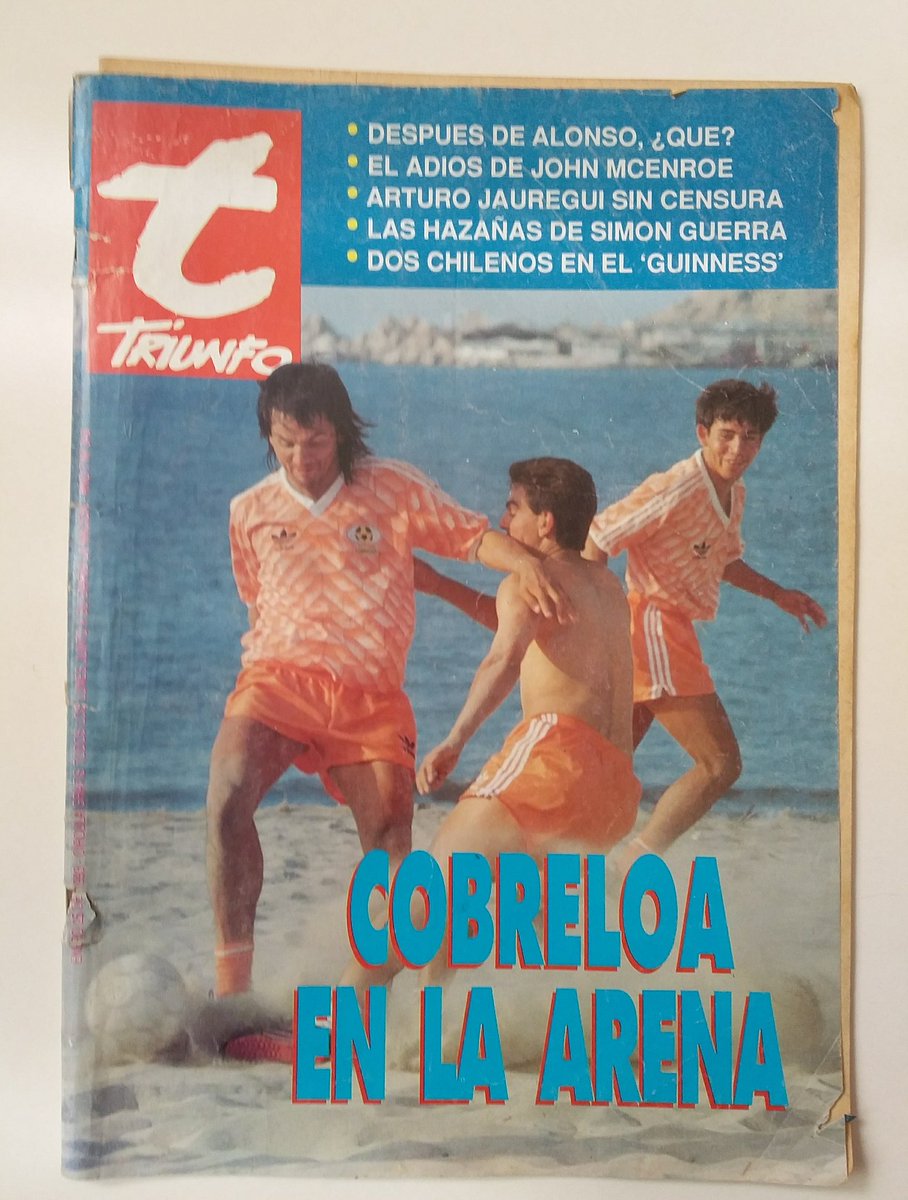 t
TRIUNFO
• DESPUES DE ALONSO, ¿QUE?
• EL ADIOS DE JOHN MCENROE
• ARTURO JAUREGUI SIN CENSURA
• LAS HAZAÑAS DE SIMON GUERRA
• DOS CHILENOS EN EL 'GUINNESS'
COBRELOA
EN LA ARENA